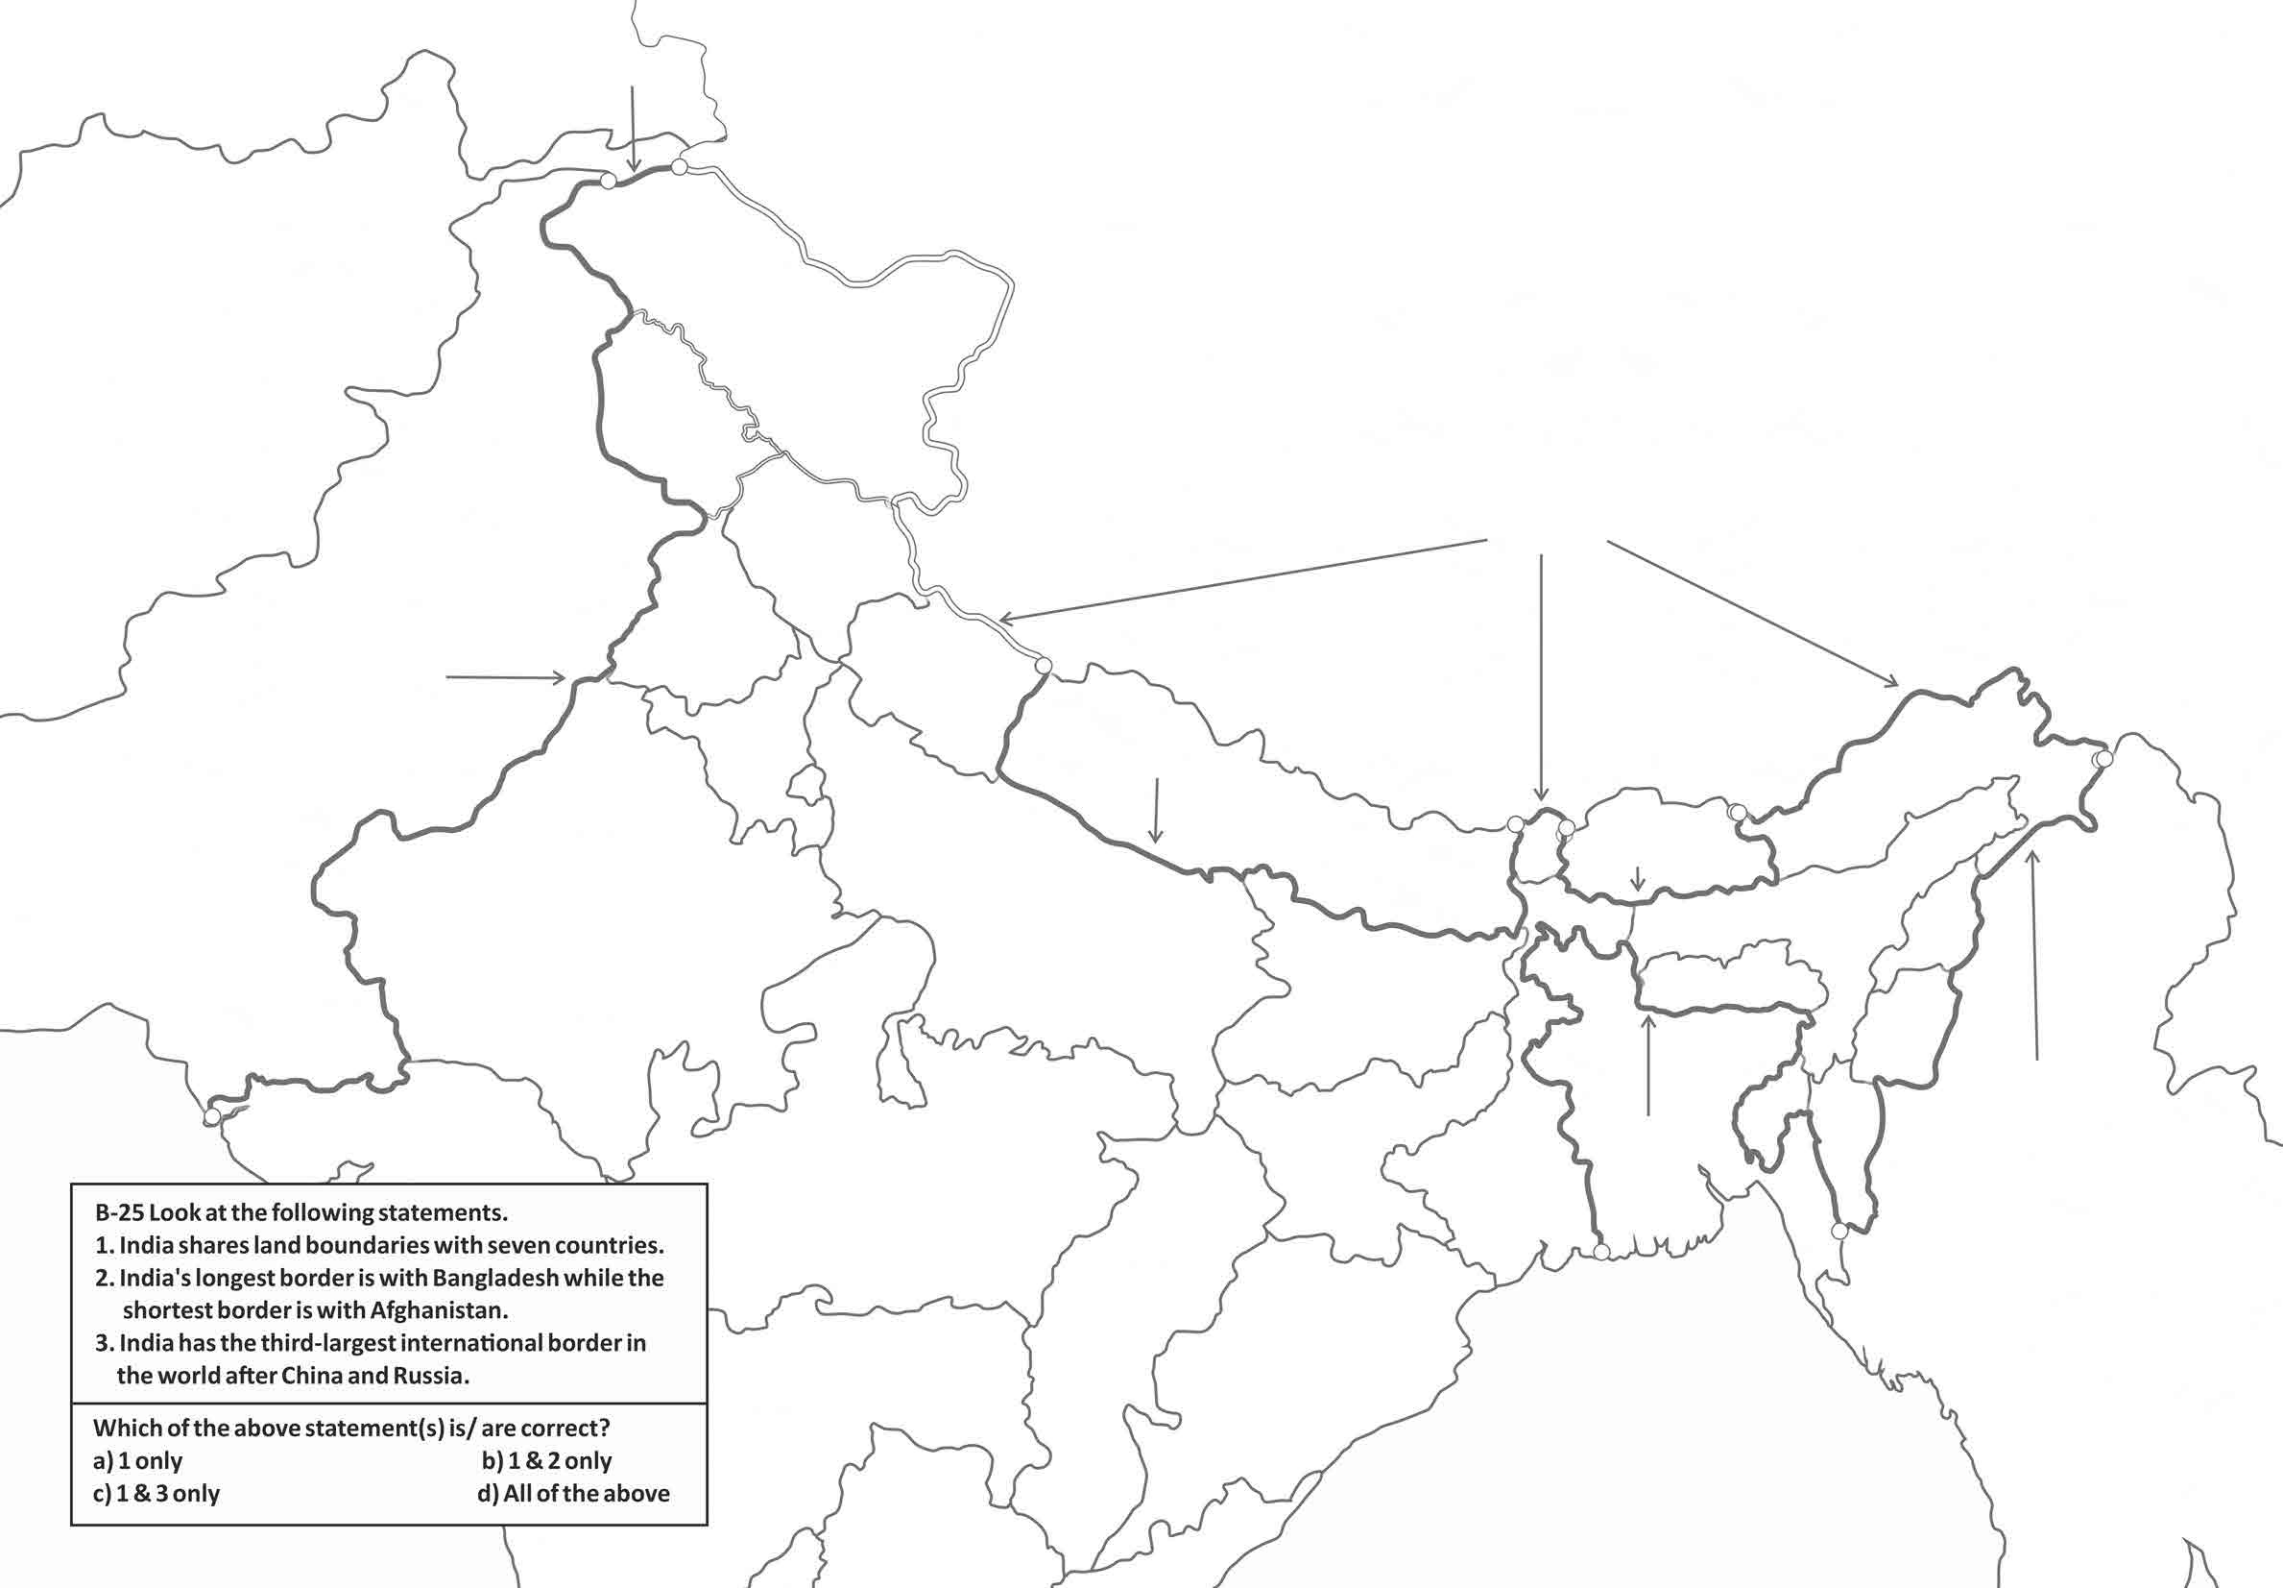 B-25 Look at the following statements.
1. India shares land boundaries with seven countries.
2. India's longest border is with Bangladesh while the
shortest border is with Afghanistan.
3. India has the third-largest international border in
the world after China and Russia.
Which of the above statement(s) is/ are correct?
a) 1 only b) 1 & 2 only
c) 1 & 3 only d) All of the above